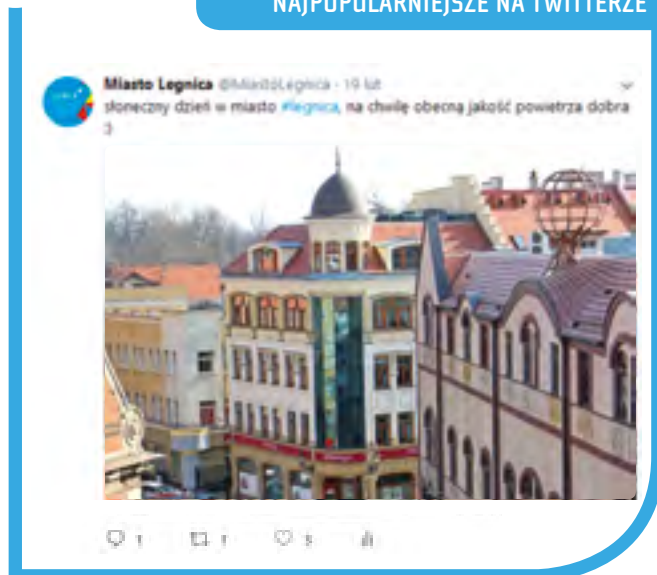 NAJPOPULARNIEJSZE NA TWITTERZE
Miasto Legnica @MiastoLegnica - 19 lut
słoneczny dzień w miasto #legnica, na chwilę obecną jakość powietrza dobra
:)
1 1 5